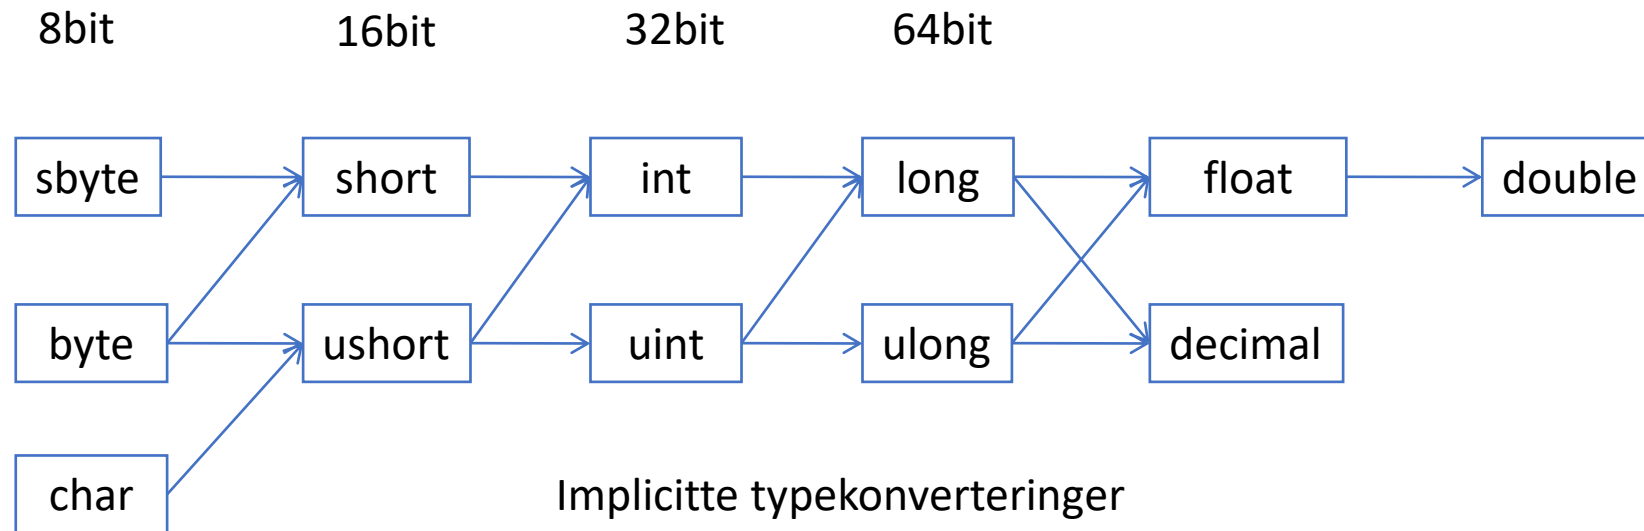 8bit 16bit 32bit 64bit
sbyte short int long float double
byte ushort uint ulong decimal
char Implicitte typekonverteringer